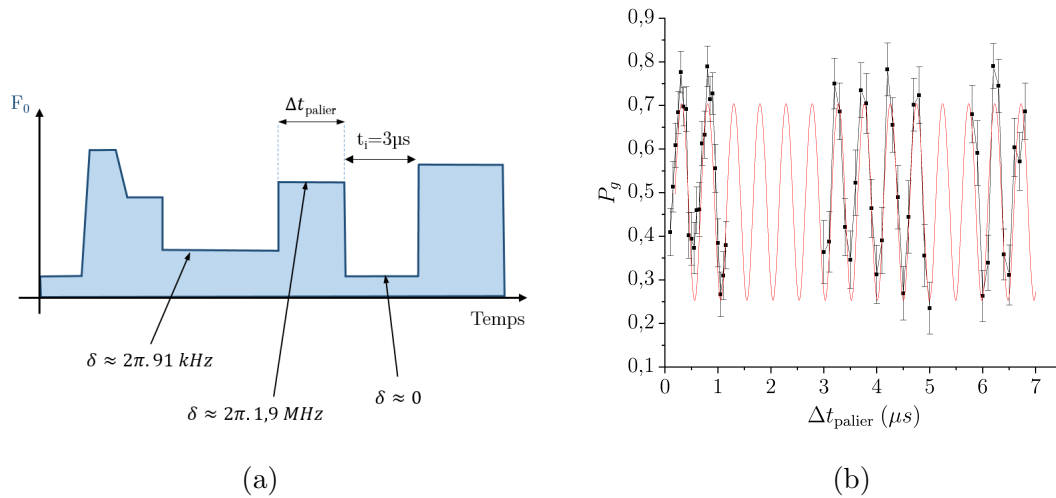 F₀
Δt_palier
t_i=3µs
Temps
δ ≈ 2π. 91 kHz
δ ≈ 2π. 1,9 MHz
δ ≈ 0
(a)
0,9
0,8
0,7
0,6
0,5
0,4
0,3
0,2
0,1
P_g
0 1 2 3 4 5 6 7
Δt_palier (µs)
(b)